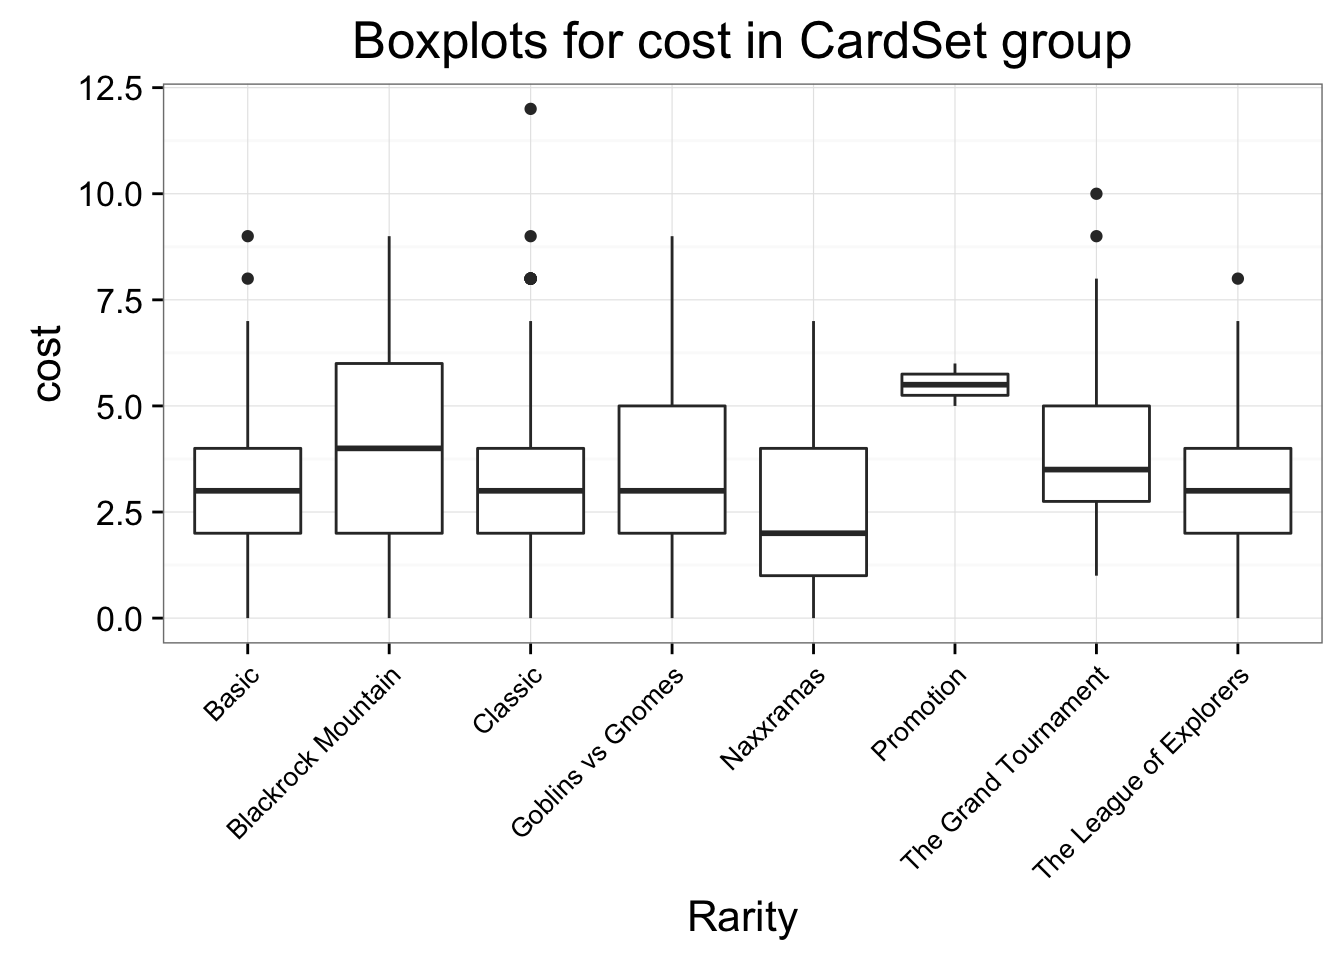 Boxplots for cost in CardSet group
12.5
10.0
7.5
5.0
2.5
0.0
cost
Basic
Blackrock Mountain
Classic
Goblins vs Gnomes
Naxxramas
Promotion
The Grand Tournament
The League of Explorers
Rarity